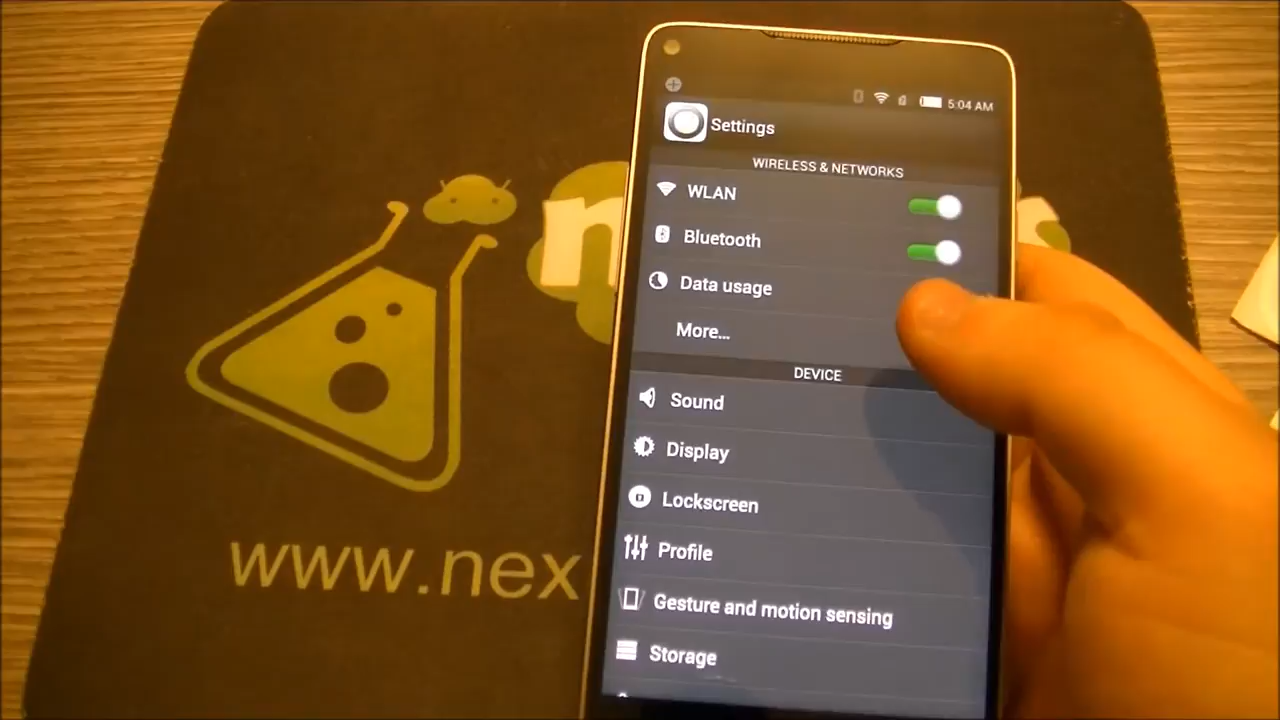 5:04 AM
Settings
WIRELESS & NETWORKS
WLAN
Bluetooth
Data usage
More...
DEVICE
Sound
Display
Lockscreen
Profile
Gesture and motion sensing
Storage
n
www.nex